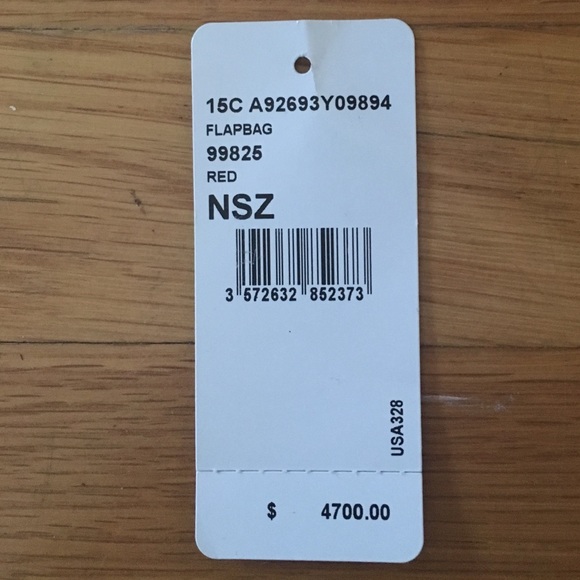 15C A92693Y09894
FLAPBAG
99825
RED
NSZ
3 572632 852373
USA328
$ 4700.00